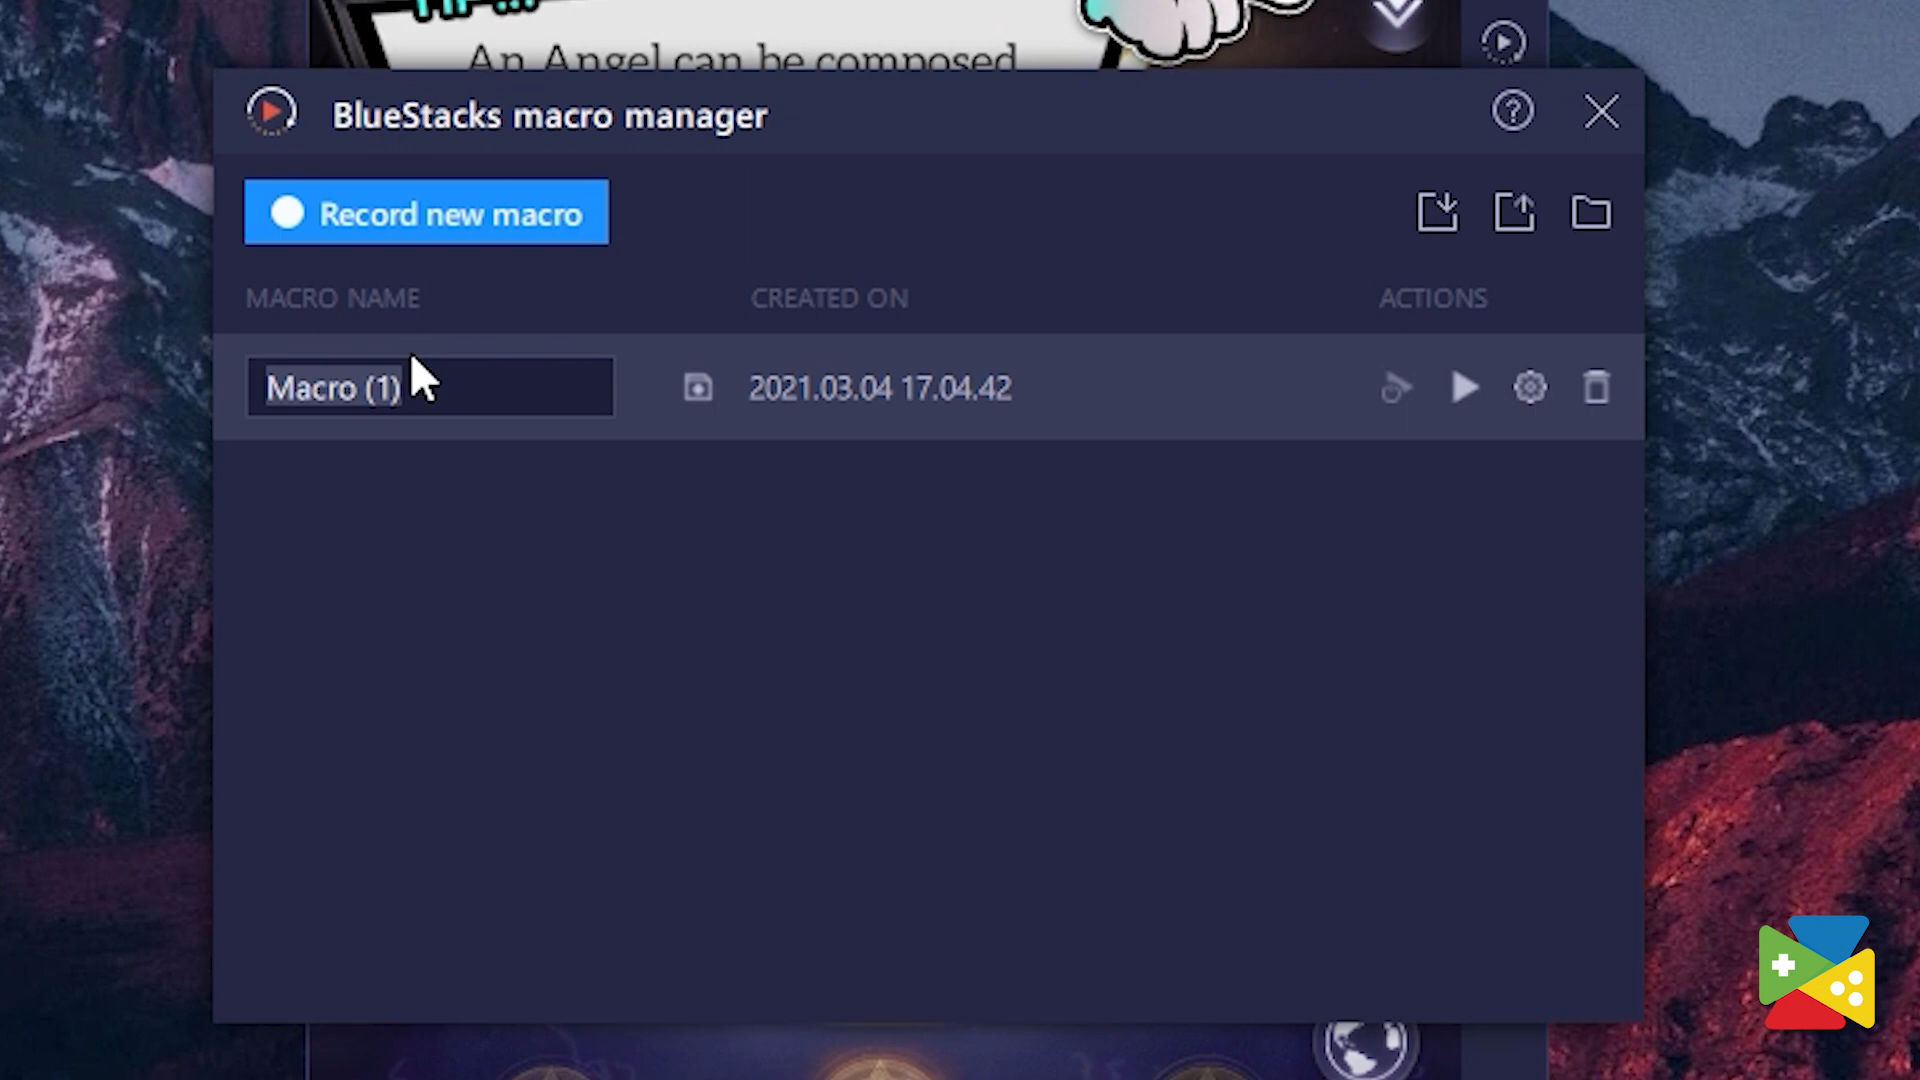 An Angel can be composed
BlueStacks macro manager
Record new macro
MACRO NAME CREATED ON ACTIONS
Macro (1) 2021.03.04 17.04.42